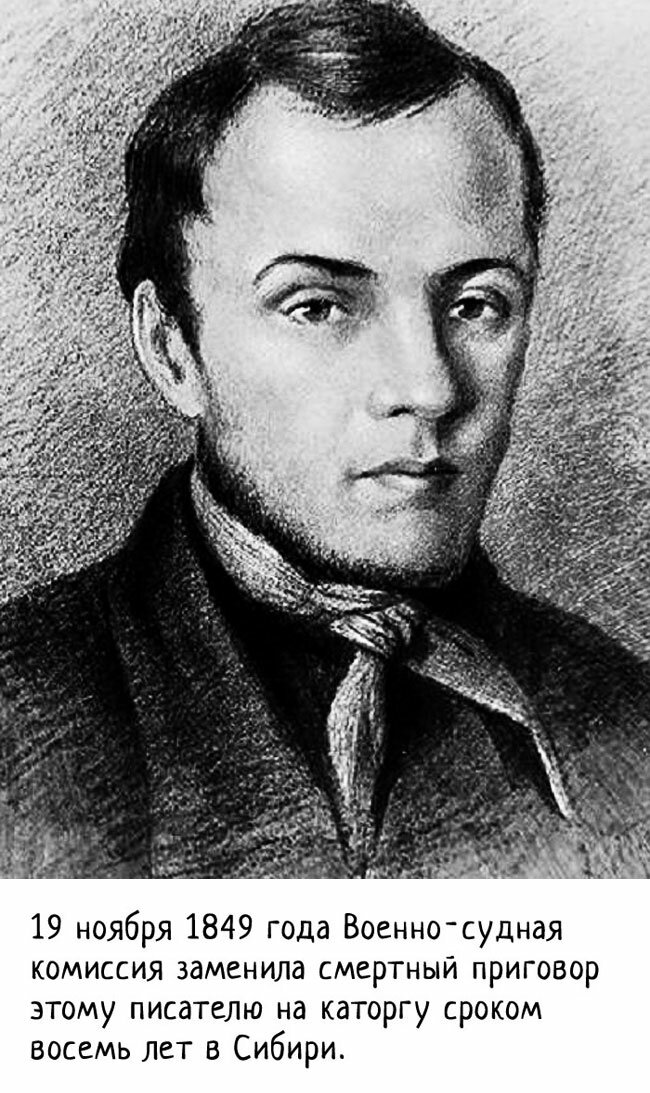 19 ноября 1849 года Военно-судная
комиссия заменила смертный приговор
этому писателю на каторгу сроком
восемь лет в Сибири.